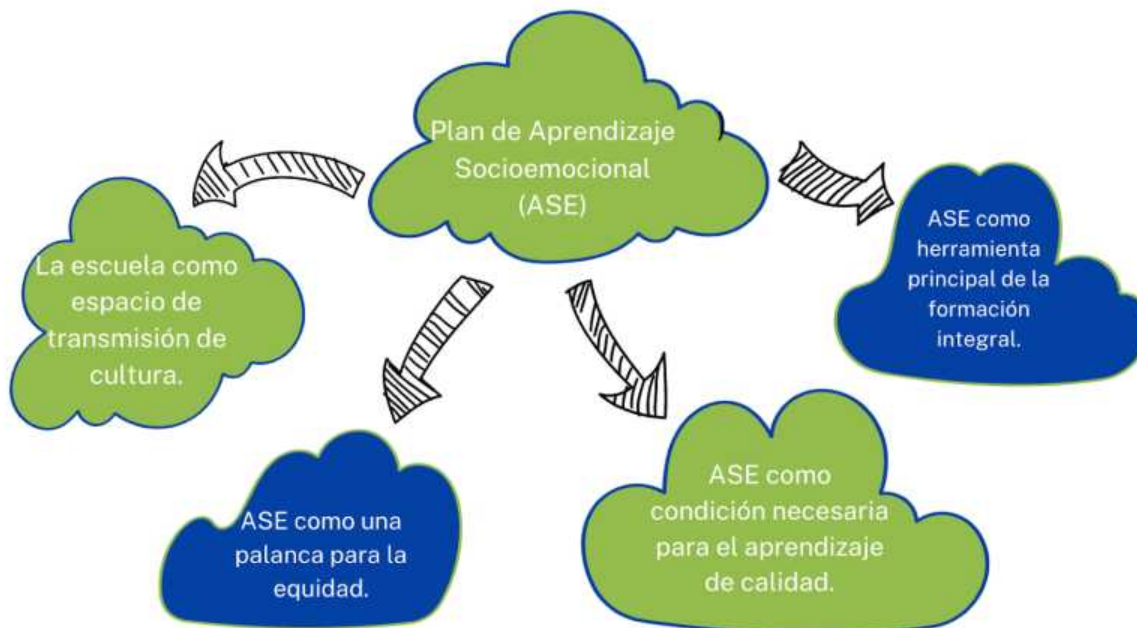 Plan de Aprendizaje
Socioemocional
(ASE)
La escuela como
espacio de
transmisión de
cultura.
ASE como una
palanca para la
equidad.
ASE como
condición necesaria
para el aprendizaje
de calidad.
ASE como
herramienta
principal de la
formación
integral.